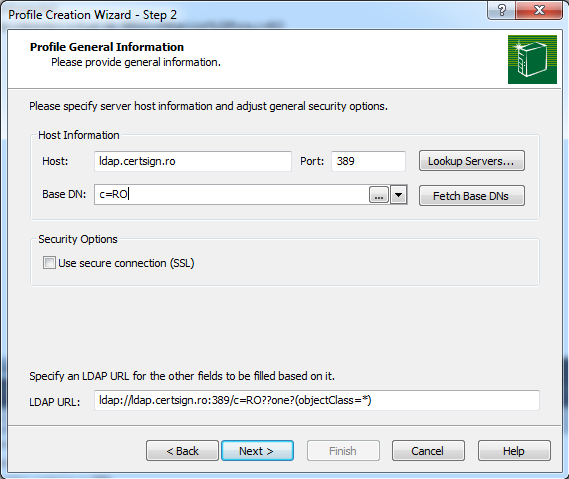 Profile Creation Wizard - Step 2
?
Profile General Information
Please provide general information.
Please specify server host information and adjust general security options.
Host Information
Host: ldap.certsign.ro Port: 389 Lookup Servers...
Base DN: c=RO ... Fetch Base DNs
Security Options
Use secure connection (SSL)
Specify an LDAP URL for the other fields to be filled based on it.
LDAP URL: ldap://ldap.certsign.ro:389/c=RO??one?(objectClass=*)
< Back Next > Finish Cancel Help